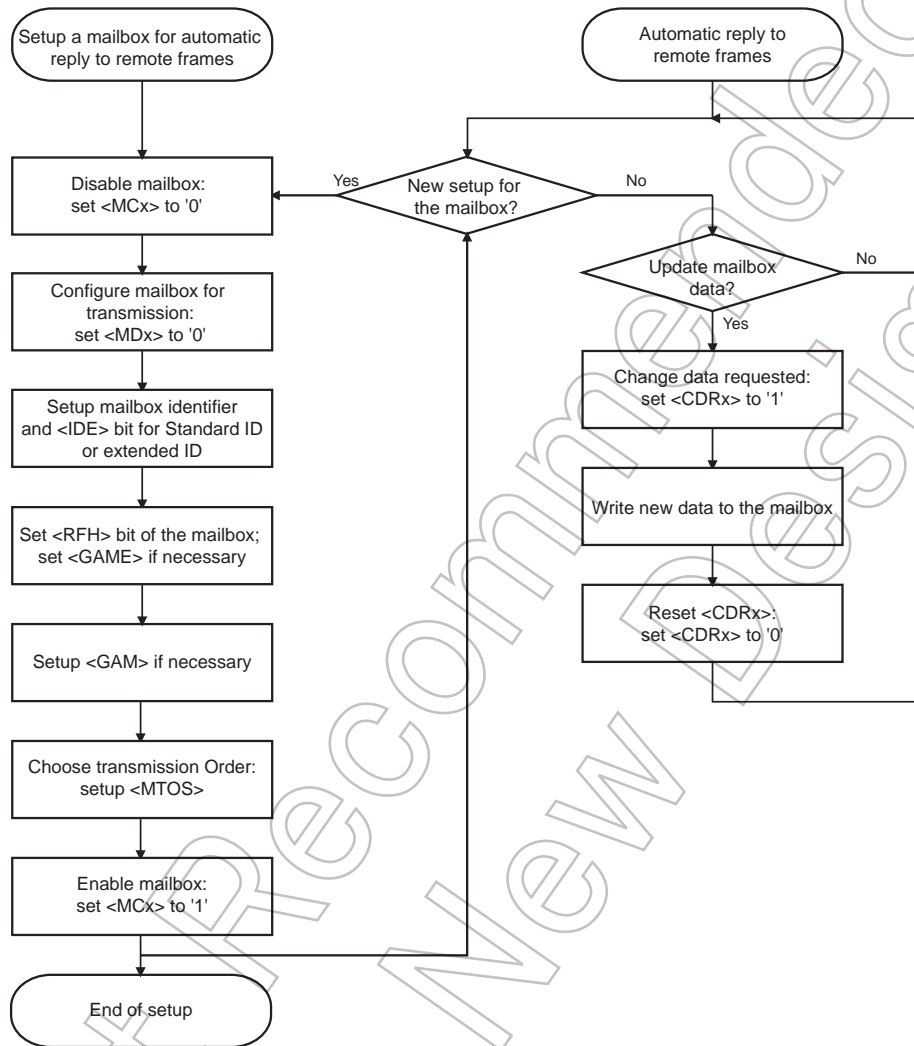 Setup a mailbox for automatic
reply to remote frames
Disable mailbox:
set <MCx> to '0'
Configure mailbox for
transmission:
set <MDx> to '0'
Setup mailbox identifier
and <IDE> bit for Standard ID
or extended ID
Set <RFH> bit of the mailbox;
set <GAME> if necessary
Setup <GAM> if necessary
Choose transmission Order:
setup <MTOS>
Enable mailbox:
set <MCx> to '1'
End of setup
Automatic reply to
remote frames
Yes
New setup for
the mailbox?
No
Update mailbox
data?
No
Yes
Change data requested:
set <CDRx> to '1'
Write new data to the mailbox
Reset <CDRx>:
set <CDRx> to '0'
Recommended
New Desig